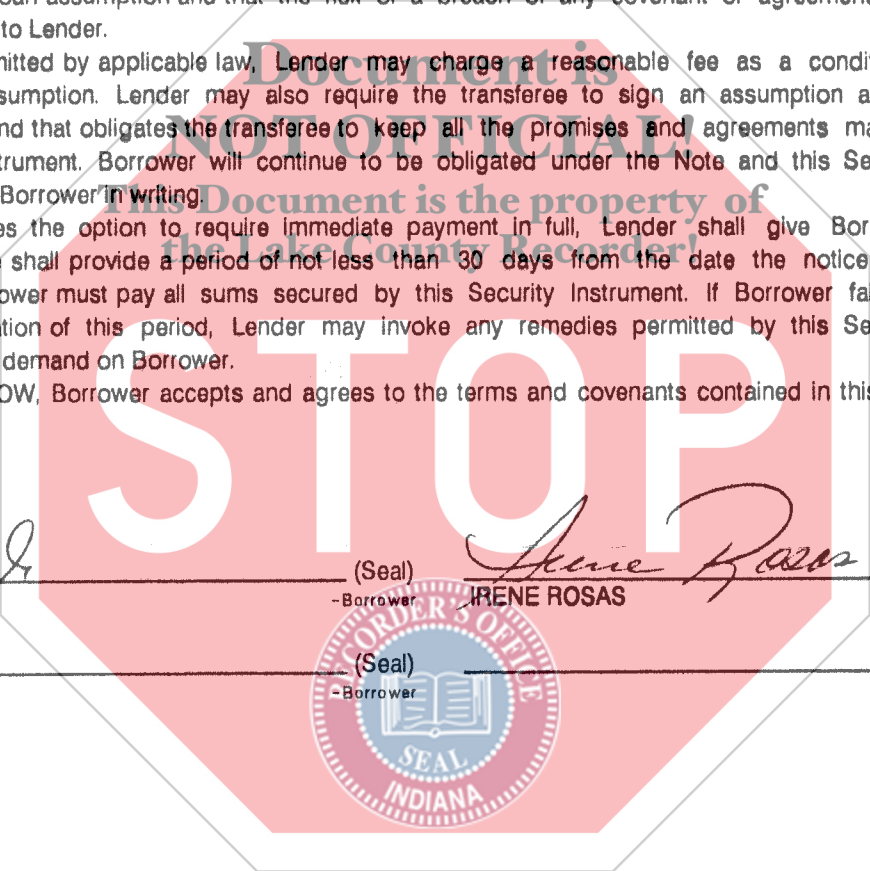 to Lender.
mitted by applicable law, Lender may charge a reasonable fee as a condi
sumption. Lender may also require the transferee to sign an assumption a
nd that obligates the transferee to keep all the promises and agreements ma
trument. Borrower will continue to be obligated under the Note and this Se
Borrower in writing.
es the option to require immediate payment in full, Lender shall give Bor
shall provide a period of not less than 30 days from the date the notice
ower must pay all sums secured by this Security Instrument. If Borrower fa
tion of this period, Lender may invoke any remedies permitted by this Se
demand on Borrower.
OW, Borrower accepts and agrees to the terms and covenants contained in this
Document is
NOT OFFICIAL!
This Document is the property of
the Lake County Recorder!
STOP
Jr
Irene Rosas
(Seal)
-Borrower
IRENE ROSAS
(Seal)
-Borrower
RECORDER'S OFFICE
SEAL
INDIANA